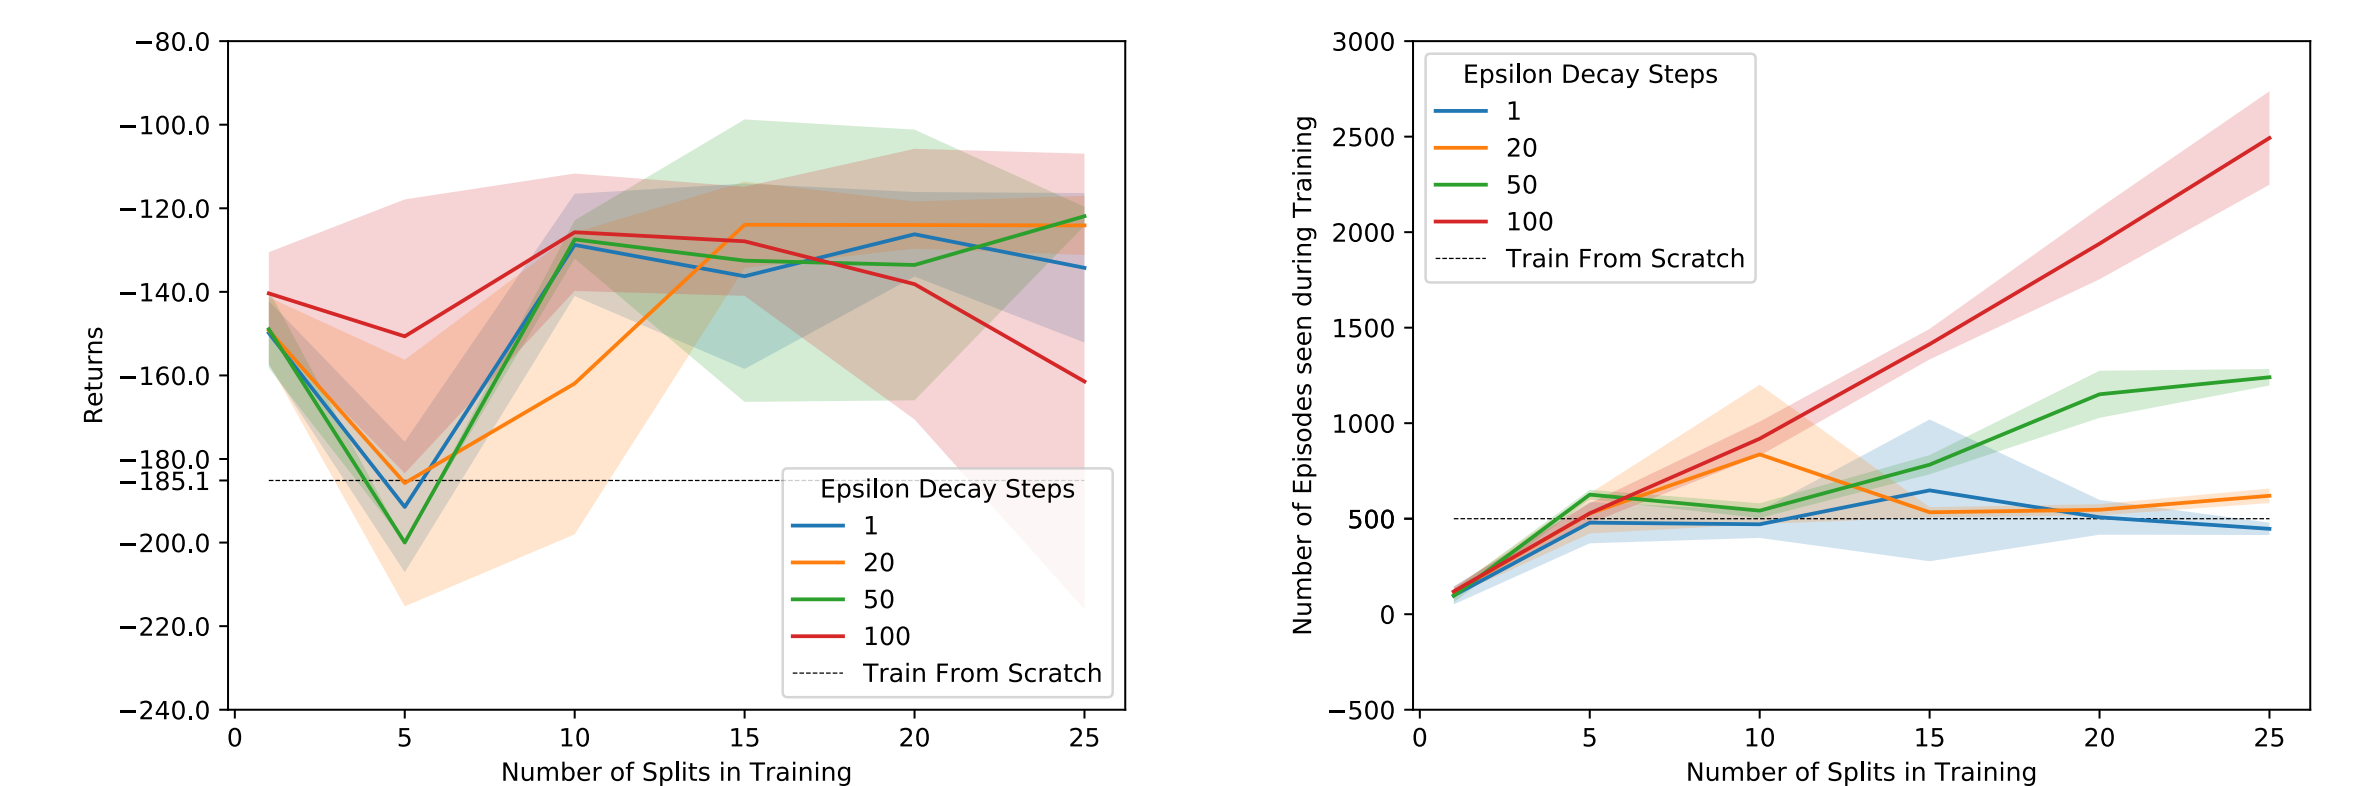 −80.0
−100.0
−120.0
−140.0
−160.0
−180.0
−185.1
−200.0
−220.0
−240.0
Returns
0 5 10 15 20 25
Number of Splits in Training
Epsilon Decay Steps
1
20
50
100
Train From Scratch
3000
2500
2000
1500
1000
500
0
−500
Number of Episodes seen during Training
0 5 10 15 20 25
Number of Splits in Training
Epsilon Decay Steps
1
20
50
100
Train From Scratch